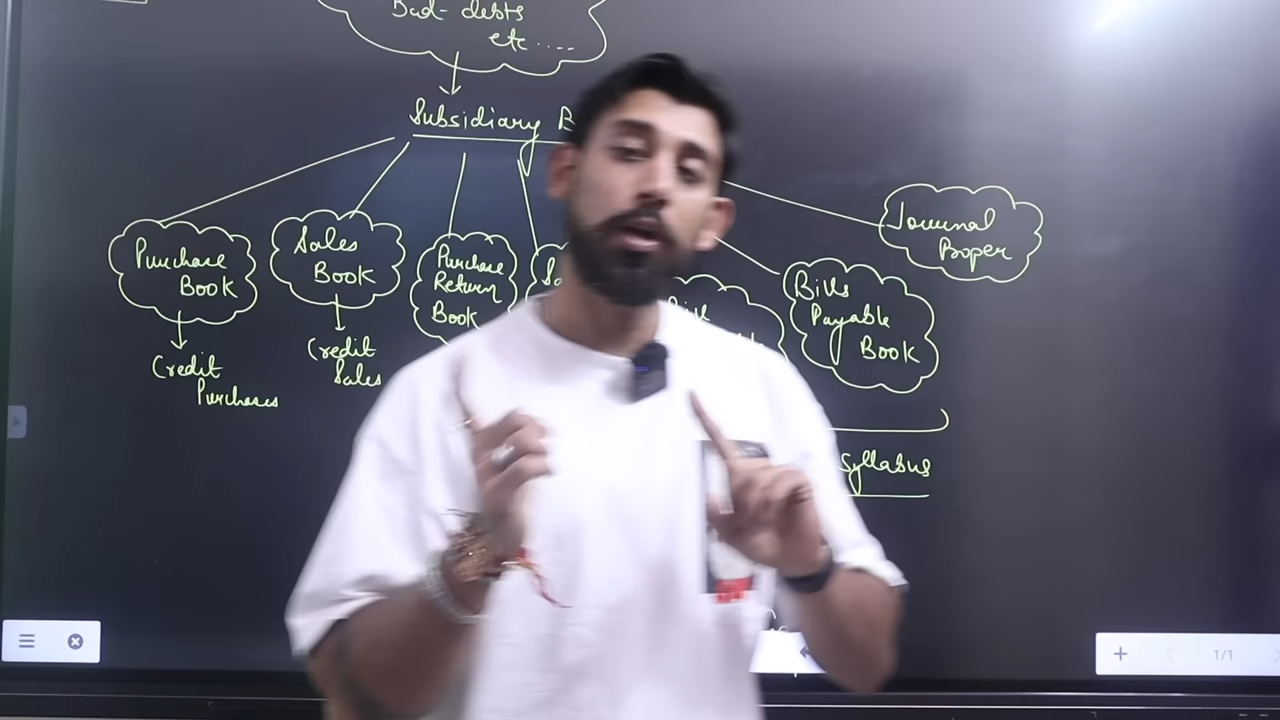 Bad-debts
etc....
Subsidiary B
Purchase
Book
Credit
Purchases
Sales
Book
Credit
Sales
Purchase
Return
Book
Bills
Payable
Book
Journal
Proper
Syllabus
1/1